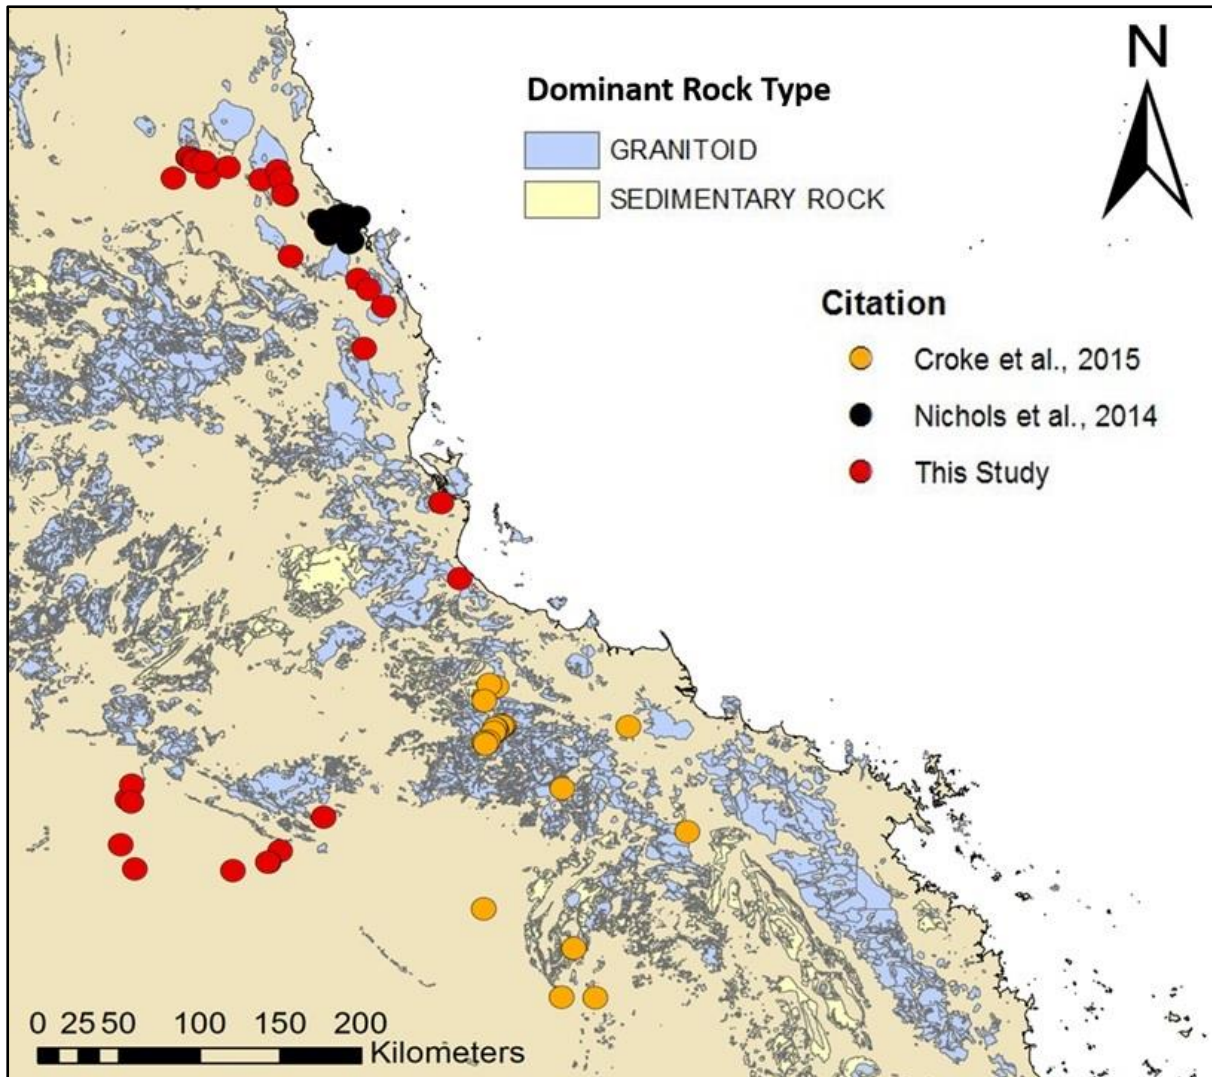 N
Dominant Rock Type
GRANITOID
SEDIMENTARY ROCK
Citation
Croke et al., 2015
Nichols et al., 2014
This Study
0 25 50 100 150 200
Kilometers